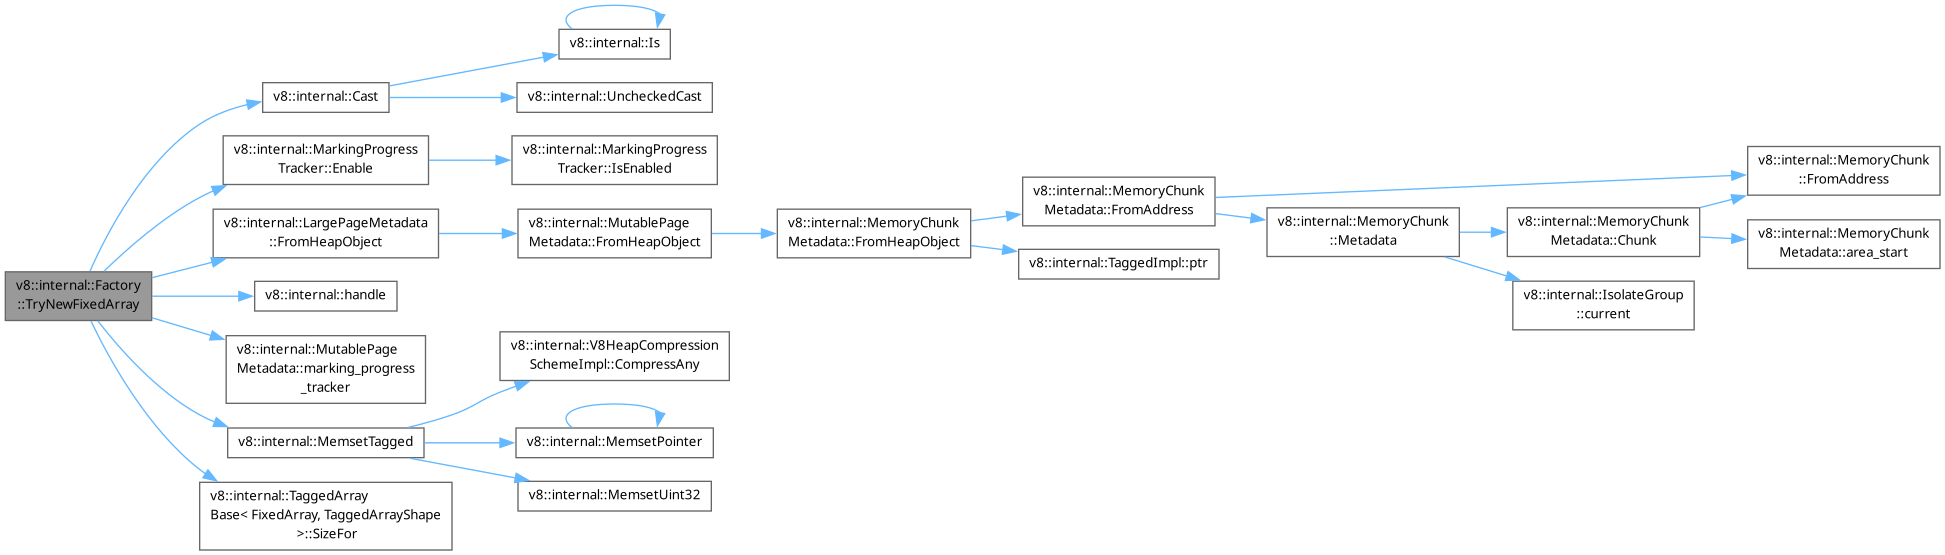 v8::internal::Factory
::TryNewFixedArray
v8::internal::Cast
v8::internal::Is
v8::internal::UncheckedCast
v8::internal::MarkingProgress
Tracker::Enable
v8::internal::MarkingProgress
Tracker::IsEnabled
v8::internal::LargePageMetadata
::FromHeapObject
v8::internal::MutablePage
Metadata::FromHeapObject
v8::internal::MemoryChunk
Metadata::FromHeapObject
v8::internal::MemoryChunk
Metadata::FromAddress
v8::internal::MemoryChunk
::FromAddress
v8::internal::MemoryChunk
::Metadata
v8::internal::MemoryChunk
Metadata::Chunk
v8::internal::MemoryChunk
Metadata::area_start
v8::internal::IsolateGroup
::current
v8::internal::TaggedImpl::ptr
v8::internal::handle
v8::internal::MutablePage
Metadata::marking_progress
_tracker
v8::internal::MemsetTagged
v8::internal::V8HeapCompression
SchemeImpl::CompressAny
v8::internal::MemsetPointer
v8::internal::MemsetUint32
v8::internal::TaggedArray
Base< FixedArray, TaggedArrayShape
>::SizeFor